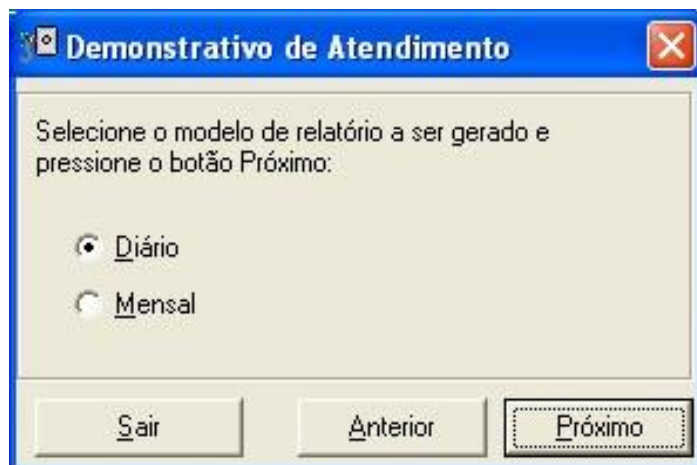 Demonstrativo de Atendimento
Selecione o modelo de relatório a ser gerado e
pressione o botão Próximo:
Diário
Mensal
Sair Anterior Próximo